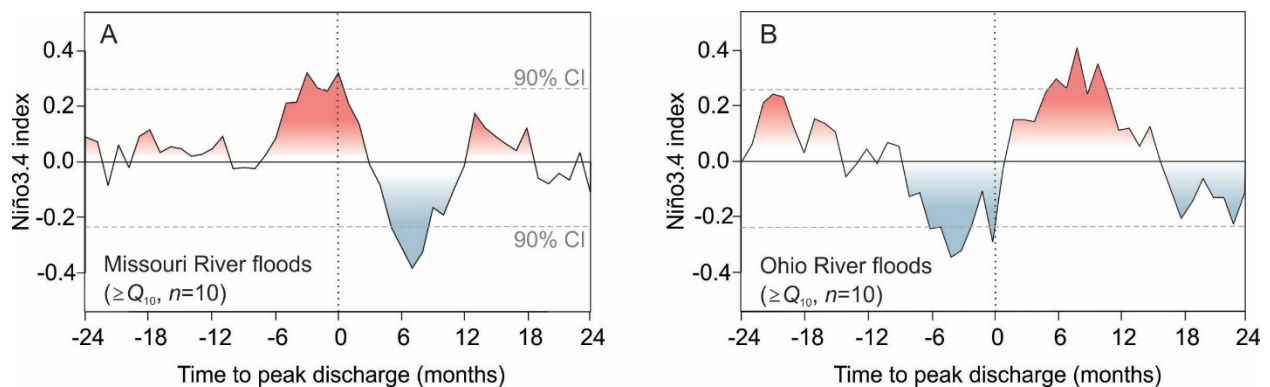 A
0.4
0.2
0.0
-0.2
-0.4
Niño3.4 index
90% CI
90% CI
Missouri River floods
(≥Q10, n=10)
-24 -18 -12 -6 0 6 12 18 24
Time to peak discharge (months)
B
0.4
0.2
0.0
-0.2
-0.4
Niño3.4 index
Ohio River floods
(≥Q10, n=10)
-24 -18 -12 -6 0 6 12 18 24
Time to peak discharge (months)